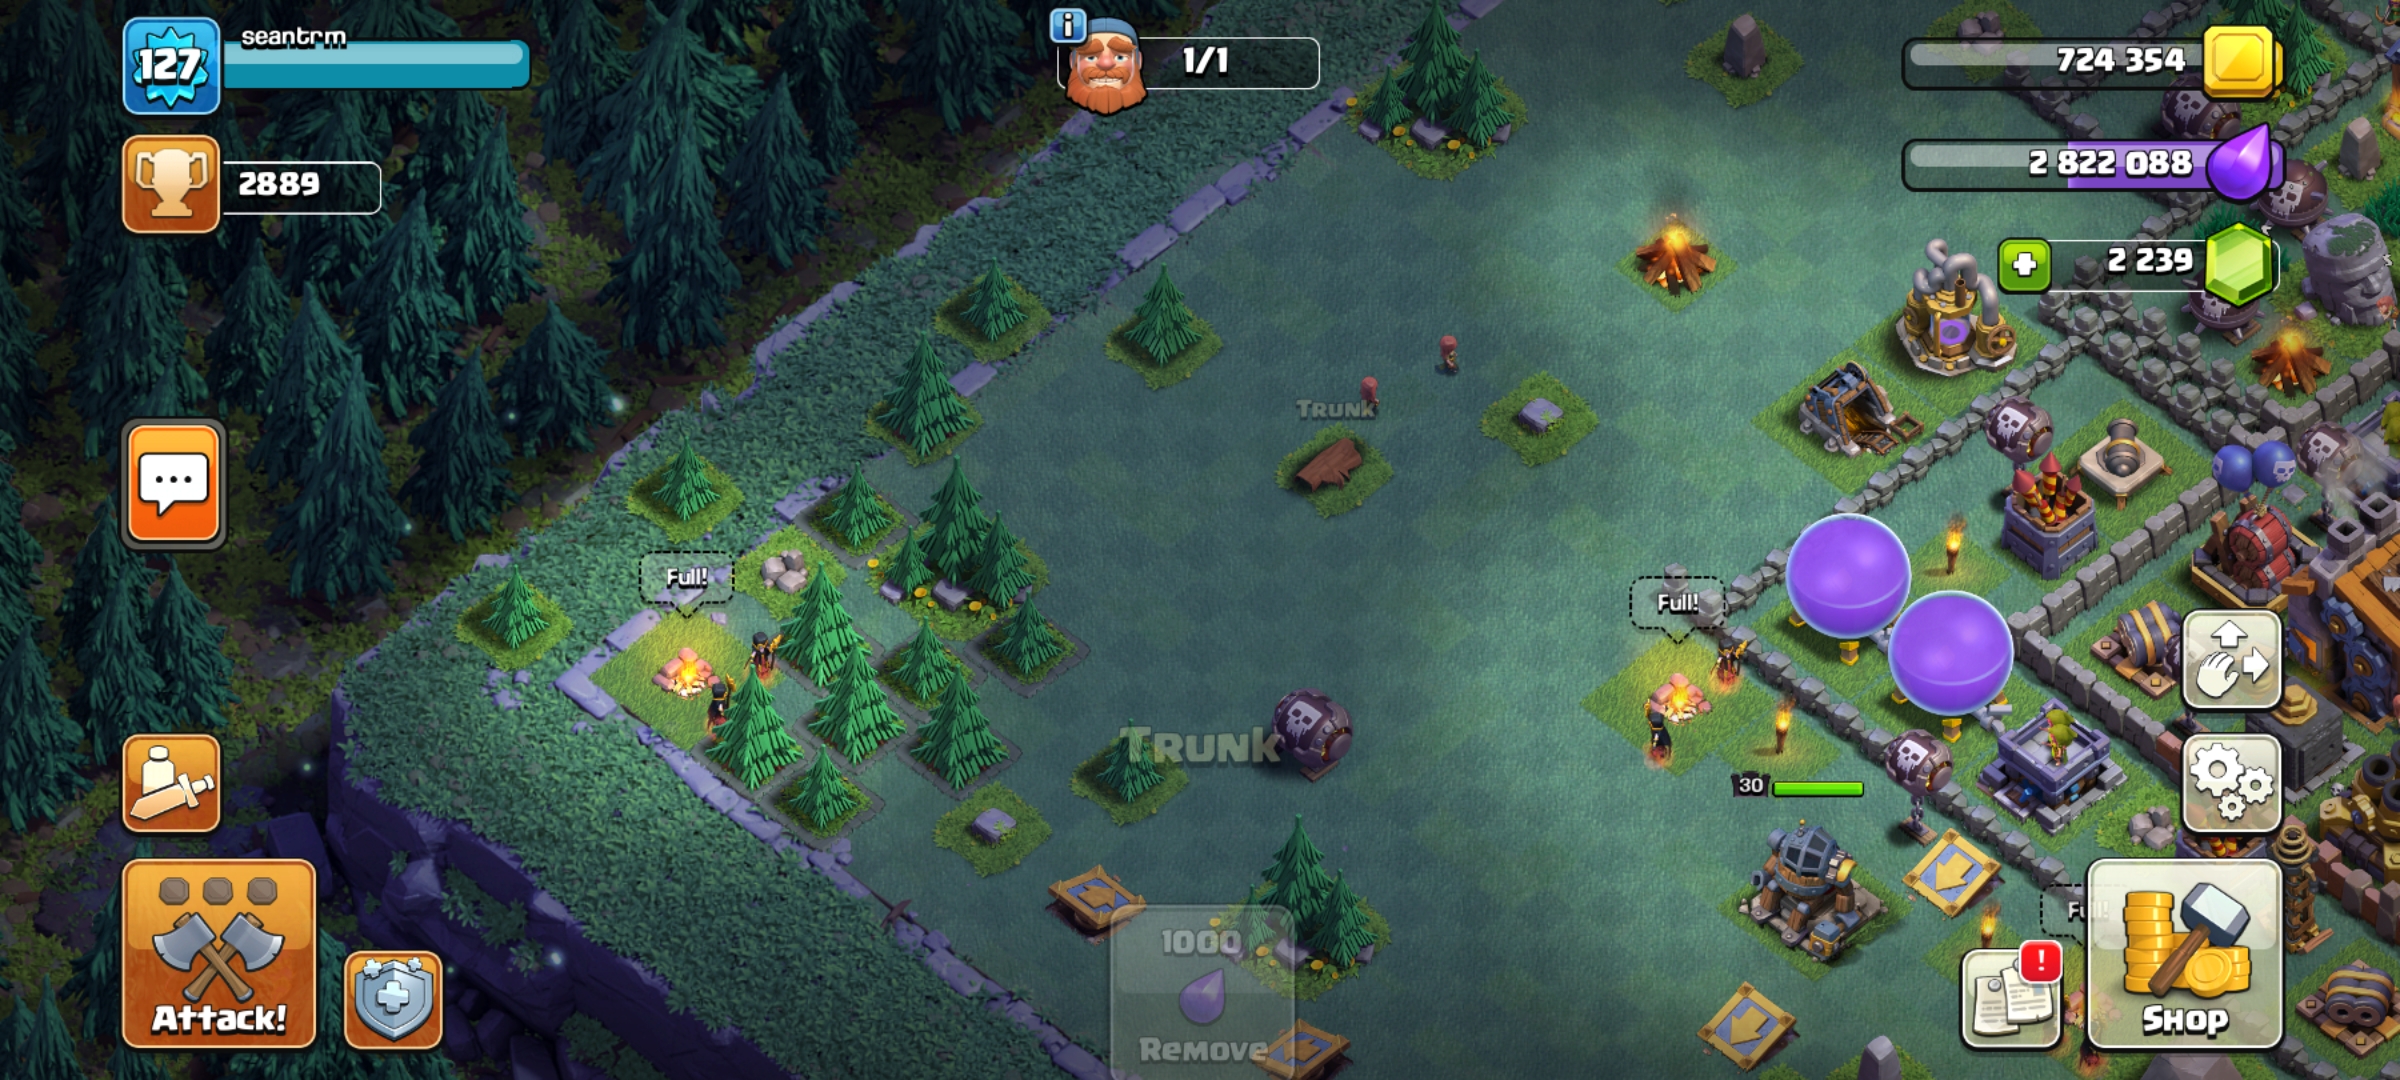 seantrm
127
i
1/1
724 354
2889
2 822 088
2 239
Trunk
Full!
Full!
Trunk
30
Full!
1000
Remove
Attack!
!
Shop